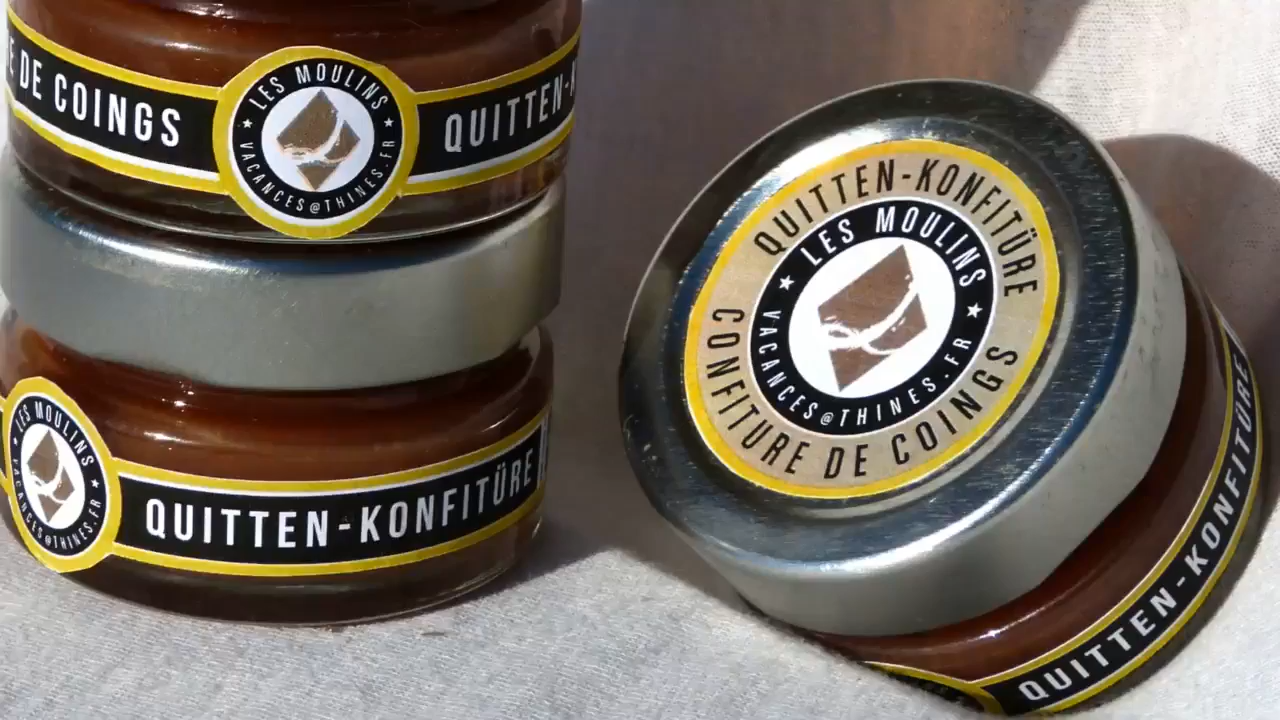 E DE COINGS
LES MOULINS
VACANCES@THINES.FR
QUITTEN-K
LES MOULINS
VACANCES@THINES.FR
QUITTEN-KONFITÜRE
QUITTEN-KONFITÜRE
LES MOULINS
VACANCES@THINES.FR
CONFITURE DE COINGS
QUITTEN-KONFITÜRE